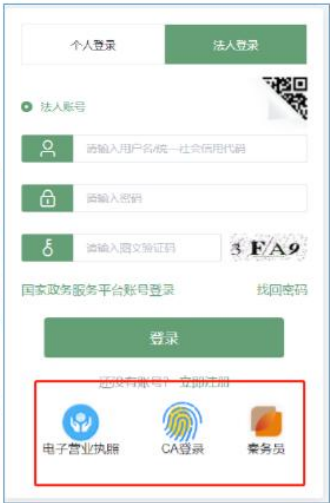 个人登录 法人登录
法人账号
请输入用户名/统一社会信用代码
请输入密码
请输入图文验证码 3FA9
国家政务服务平台账号登录 找回密码
登录
还没有账号? 立即注册
电子营业执照 CA登录 秦务员